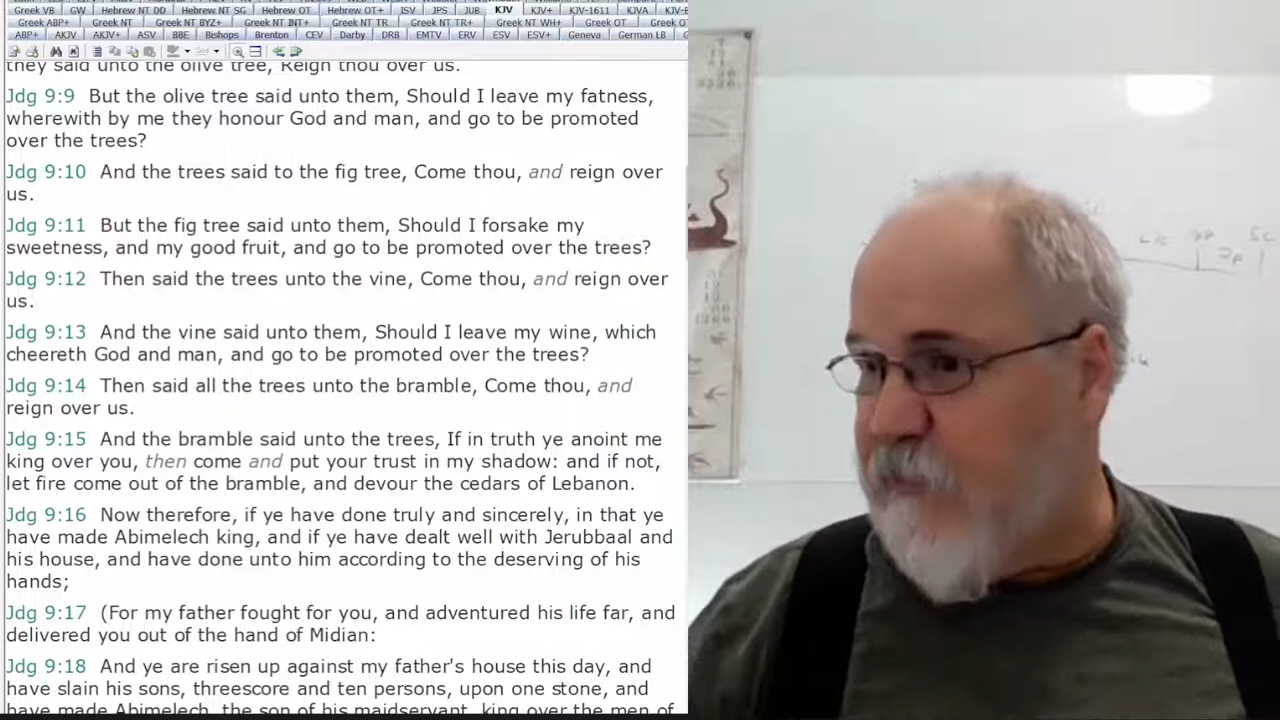 Greek VB GW Hebrew NT DD Hebrew NT SG Hebrew OT Hebrew OT+ ISV JPS JUB KJV KJV+ KJV-1611 KJVA
Greek ABP+ Greek NT Greek NT BYZ+ Greek NT INT+ Greek NT TR Greek NT TR+ Greek NT WH+ Greek OT Greek OT
ABP+ AKJV AKJV+ ASV BBE Bishops Brenton CEV Darby DRB EMTV ERV ESV ESV+ Geneva German LB
they said unto the olive tree, Reign thou over us.
Jdg 9:9 But the olive tree said unto them, Should I leave my fatness,
wherewith by me they honour God and man, and go to be promoted
over the trees?
Jdg 9:10 And the trees said to the fig tree, Come thou, and reign over
us.
Jdg 9:11 But the fig tree said unto them, Should I forsake my
sweetness, and my good fruit, and go to be promoted over the trees?
Jdg 9:12 Then said the trees unto the vine, Come thou, and reign over
us.
Jdg 9:13 And the vine said unto them, Should I leave my wine, which
cheereth God and man, and go to be promoted over the trees?
Jdg 9:14 Then said all the trees unto the bramble, Come thou, and
reign over us.
Jdg 9:15 And the bramble said unto the trees, If in truth ye anoint me
king over you, then come and put your trust in my shadow: and if not,
let fire come out of the bramble, and devour the cedars of Lebanon.
Jdg 9:16 Now therefore, if ye have done truly and sincerely, in that ye
have made Abimelech king, and if ye have dealt well with Jerubbaal and
his house, and have done unto him according to the deserving of his
hands;
Jdg 9:17 (For my father fought for you, and adventured his life far, and
delivered you out of the hand of Midian:
Jdg 9:18 And ye are risen up against my father's house this day, and
have slain his sons, threescore and ten persons, upon one stone, and
have made Abimelech, the son of his maidservant, king over the men of